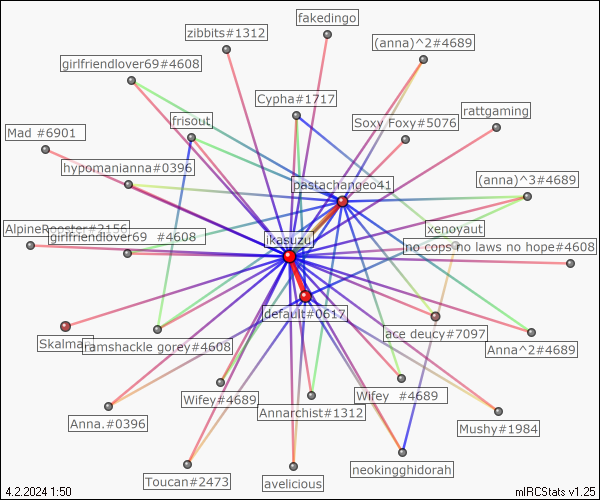 fakedingo
zibbits#1312
(anna)^2#4689
girlfriendlover69#4608
Cypha#1717
rattgaming
frisout
Soxy Foxy#5076
Mad #6901
hypomanianna#0396
pastachangeo41
(anna)^3#4689
AlpineRooster#2156
girlfriendlover69  #4608
ikasuzu
xenoyaut
no cops no laws no hope#4608
default#0617
ace deucy#7097
Skalmar
ramshackle gorey#4608
Anna^2#4689
Wifey#4689
Annarchist#1312
Wifey  #4689
Anna.#0396
Mushy#1984
Toucan#2473
avelicious
neokingghidorah
4.2.2024 1:50
mIRCStats v1.25